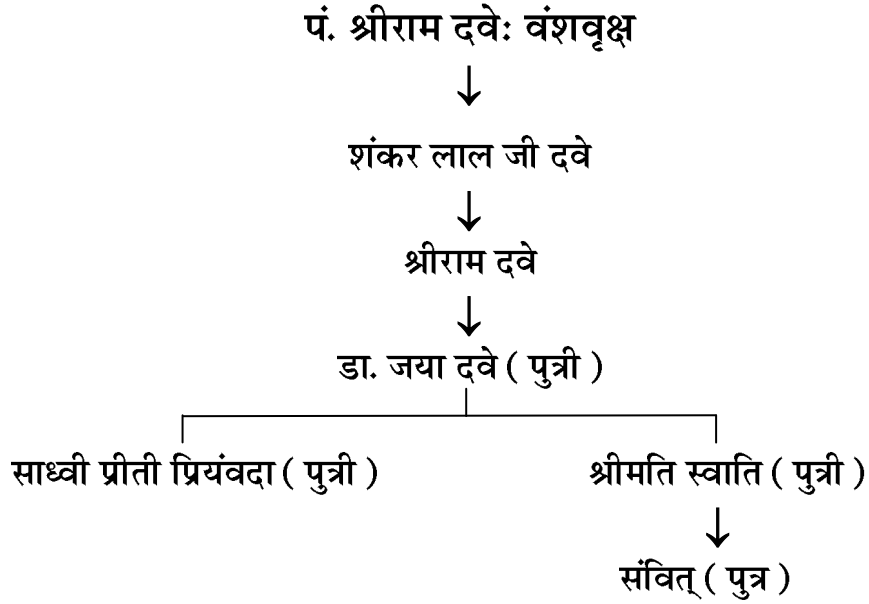 पं. श्रीराम दवेः वंशवृक्ष
शंकर लाल जी दवे
श्रीराम दवे
डा. जया दवे ( पुत्री )
साध्वी प्रीती प्रियंवदा ( पुत्री )
श्रीमति स्वाति ( पुत्री )
संवित् ( पुत्र )